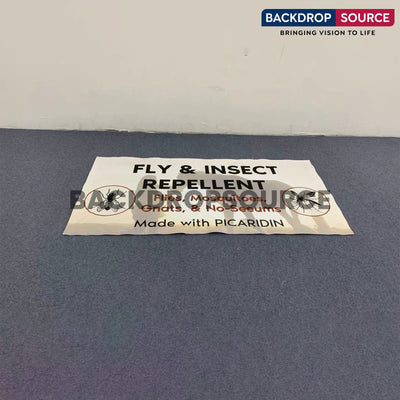 BACKDROP SOURCE
BRINGING VISION TO LIFE
FLY & INSECT
REPELLENT
Flies, Mosquitoes,
BACKDROPSOURCE
Gnats, & No-Seeums
Made with PICARIDIN